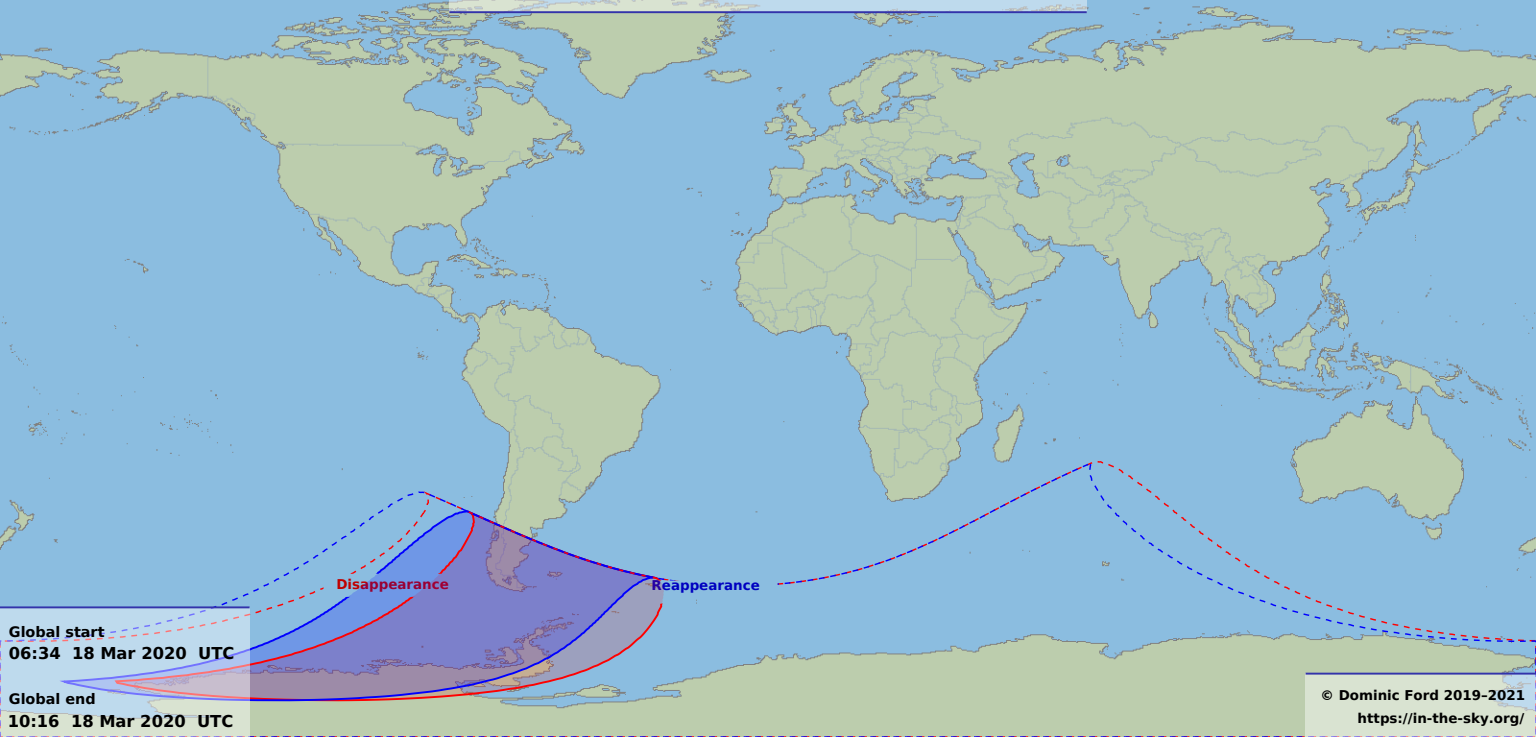 Disappearance
Reappearance
Global start
06:34 18 Mar 2020 UTC
Global end
10:16 18 Mar 2020 UTC
© Dominic Ford 2019–2021
https://in-the-sky.org/